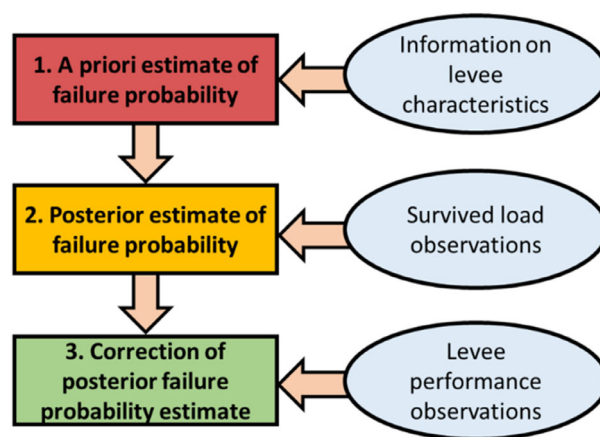 1. A priori estimate of
failure probability
Information on
levee
characteristics
2. Posterior estimate of
failure probability
Survived load
observations
3. Correction of
posterior failure
probability estimate
Levee
performance
observations